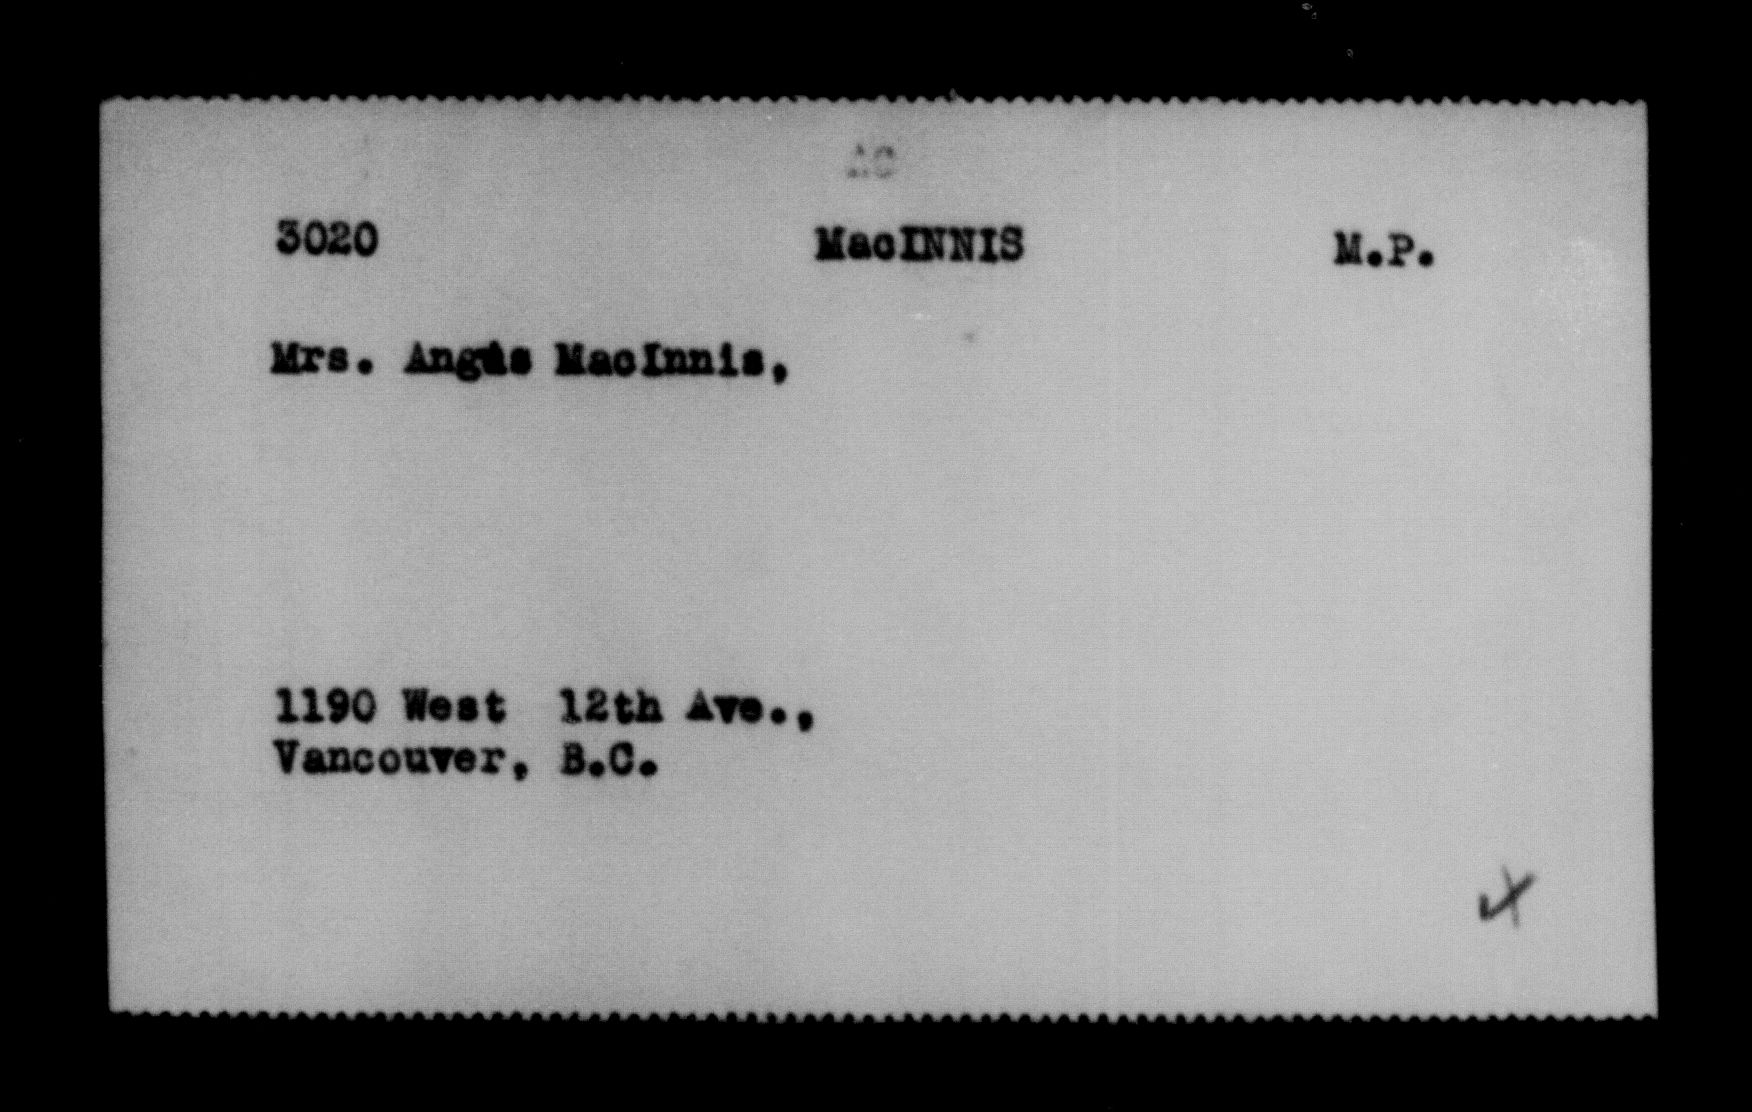 3020 MacINNIS M.P.
Mrs. Angus MacInnis,
1190 West 12th Ave.,
Vancouver, B.C.